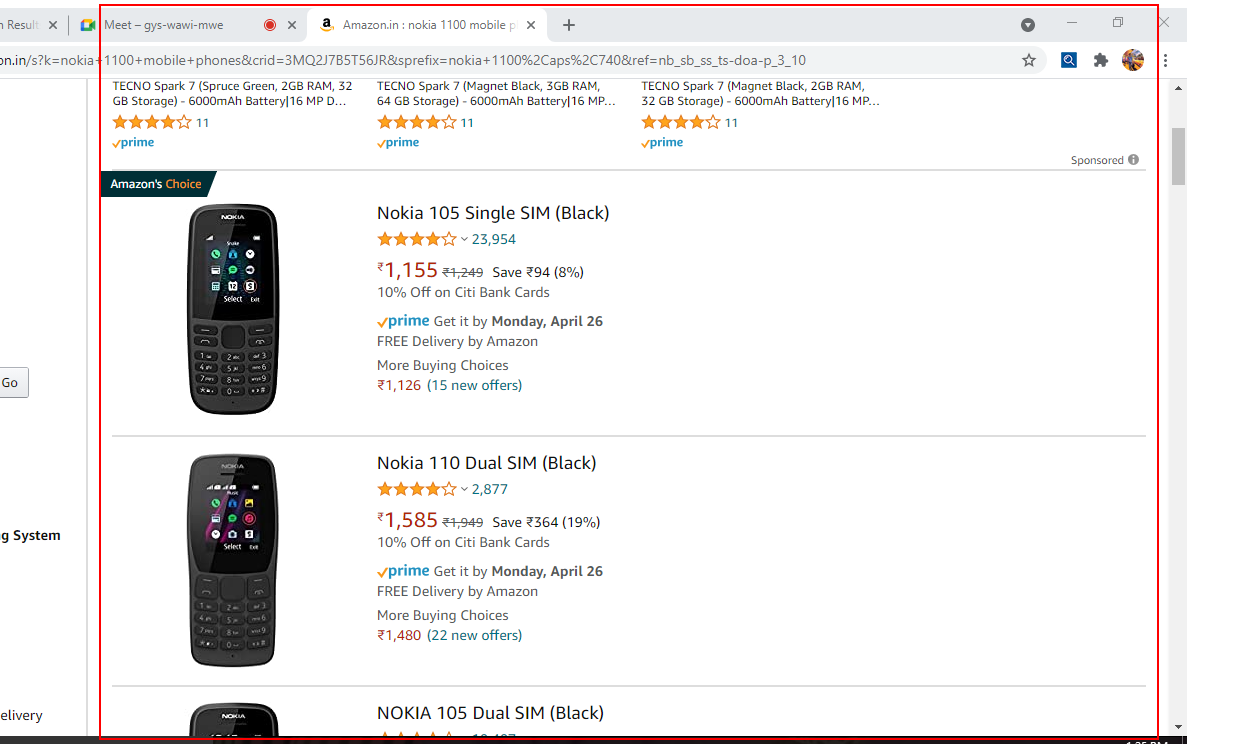 n Result
Meet – gys-wawi-mwe
Amazon.in : nokia 1100 mobile p
on.in/s?k=nokia+1100+mobile+phones&crid=3MQ2J7B5T56JR&sprefix=nokia+1100%2Caps%2C740&ref=nb_sb_ss_ts-doa-p_3_10
TECNO Spark 7 (Spruce Green, 2GB RAM, 32
GB Storage) - 6000mAh Battery|16 MP D...
11
prime
TECNO Spark 7 (Magnet Black, 3GB RAM,
64 GB Storage) - 6000mAh Battery|16 MP...
11
prime
TECNO Spark 7 (Magnet Black, 2GB RAM,
32 GB Storage) - 6000mAh Battery|16 MP...
11
prime
Sponsored
Amazon's Choice
NOKIA
Snake
Select Exit
Nokia 105 Single SIM (Black)
23,954
₹1,155 ₹1,249 Save ₹94 (8%)
10% Off on Citi Bank Cards
prime Get it by Monday, April 26
FREE Delivery by Amazon
More Buying Choices
₹1,126 (15 new offers)
Go
NOKIA
Music
Select Exit
Nokia 110 Dual SIM (Black)
2,877
₹1,585 ₹1,949 Save ₹364 (19%)
10% Off on Citi Bank Cards
prime Get it by Monday, April 26
FREE Delivery by Amazon
More Buying Choices
₹1,480 (22 new offers)
g System
elivery
NOKIA
NOKIA 105 Dual SIM (Black)